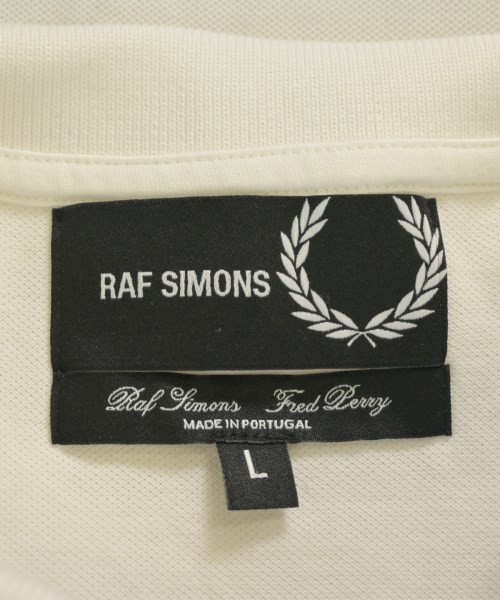 RAF SIMONS
Raf Simons Fred Perry
MADE IN PORTUGAL
L